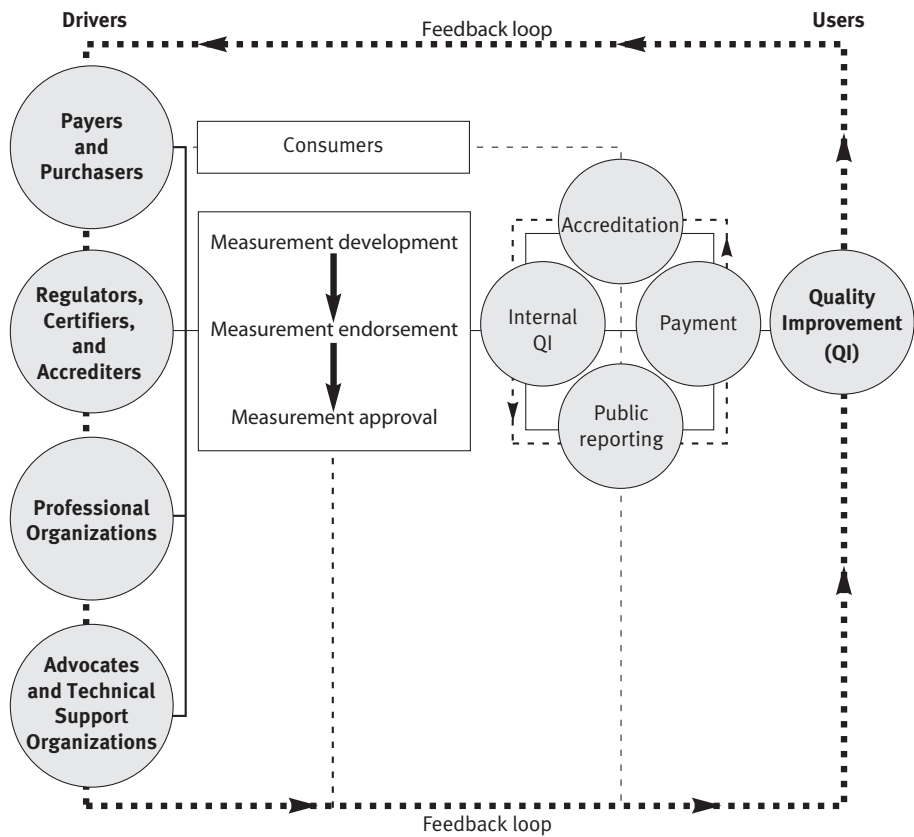 Drivers
Feedback loop
Users
Payers
and
Purchasers
Consumers
Regulators,
Certifiers,
and
Accrediters
Measurement development
Measurement endorsement
Measurement approval
Accreditation
Internal
QI
Payment
Public
reporting
Quality
Improvement
(QI)
Professional
Organizations
Advocates
and Technical
Support
Organizations
Feedback loop